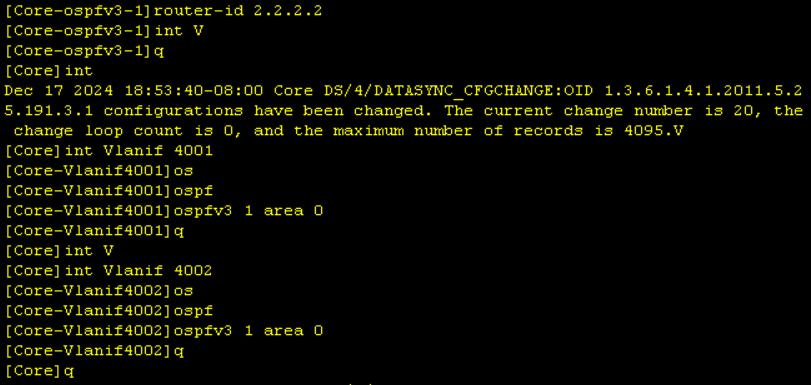 [Core-ospfv3-1]router-id 2.2.2.2
[Core-ospfv3-1]int V
[Core-ospfv3-1]q
[Core]int
Dec 17 2024 18:53:40-08:00 Core DS/4/DATASYNC_CFGCHANGE:OID 1.3.6.1.4.1.2011.5.2
5.191.3.1 configurations have been changed. The current change number is 20, the
 change loop count is 0, and the maximum number of records is 4095.V
[Core]int Vlanif 4001
[Core-Vlanif4001]os
[Core-Vlanif4001]ospf
[Core-Vlanif4001]ospfv3 1 area 0
[Core-Vlanif4001]q
[Core]int V
[Core]int Vlanif 4002
[Core-Vlanif4002]os
[Core-Vlanif4002]ospf
[Core-Vlanif4002]ospfv3 1 area 0
[Core-Vlanif4002]q
[Core]q